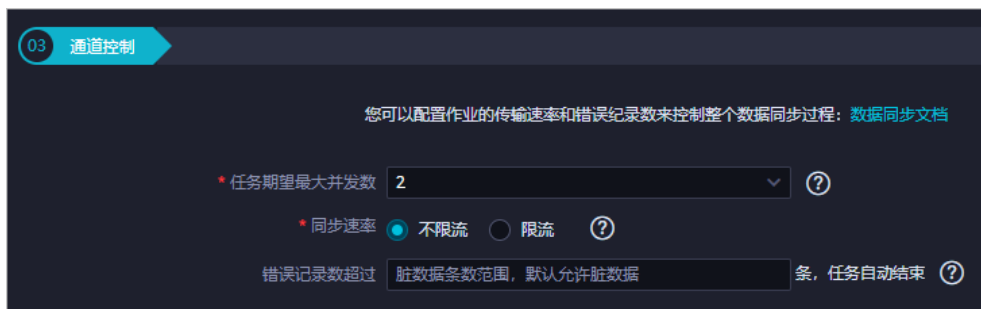 03 通道控制
您可以配置作业的传输速率和错误纪录数来控制整个数据同步过程：数据同步文档
* 任务期望最大并发数 2 ?
* 同步速率 不限流 限流 ?
错误记录数超过 脏数据条数范围，默认允许脏数据 条，任务自动结束 ?